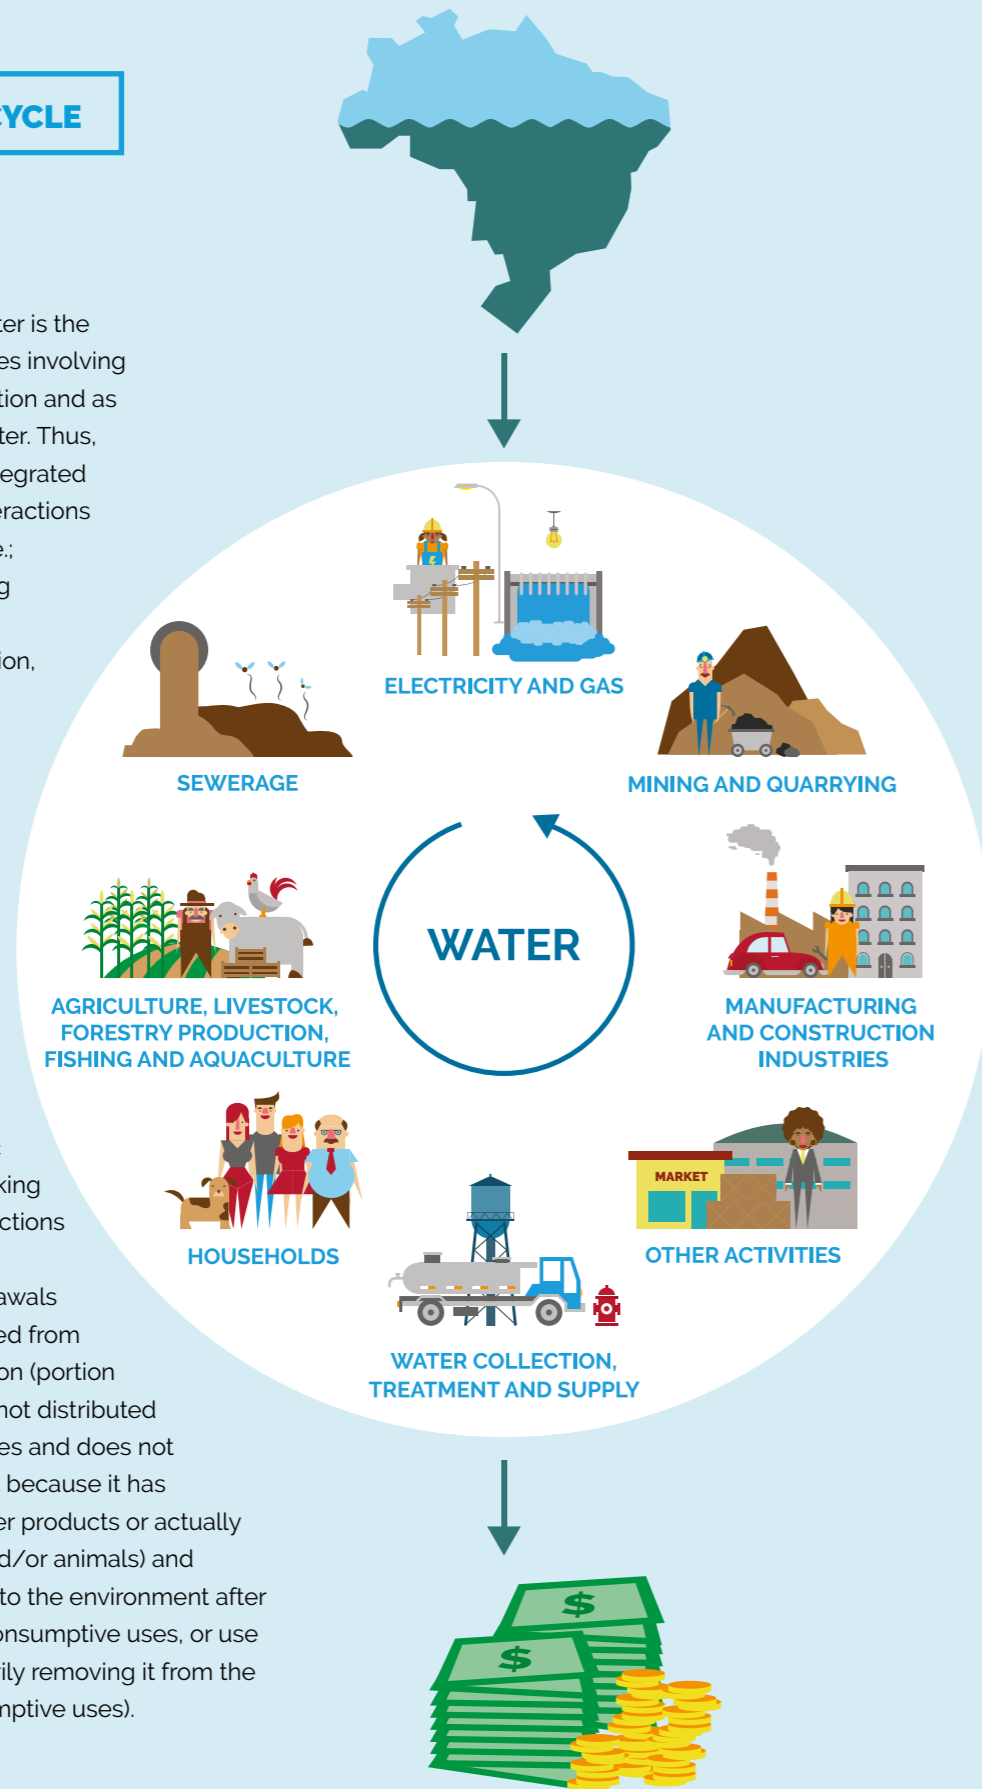 CYCLE
ter is the
es involving
tion and as
ter. Thus,
tegrated
eractions
e.;
g
ion,
king
ctions
awals
ed from
on (portion
not distributed
es and does not
because it has
er products or actually
d/or animals) and
to the environment after
onsumptive uses, or use
rily removing it from the
mptive uses).
ELECTRICITY AND GAS
SEWERAGE
MINING AND QUARRYING
WATER
AGRICULTURE, LIVESTOCK,
FORESTRY PRODUCTION,
FISHING AND AQUACULTURE
MANUFACTURING
AND CONSTRUCTION
INDUSTRIES
HOUSEHOLDS
MARKET
OTHER ACTIVITIES
WATER COLLECTION,
TREATMENT AND SUPPLY
$
$